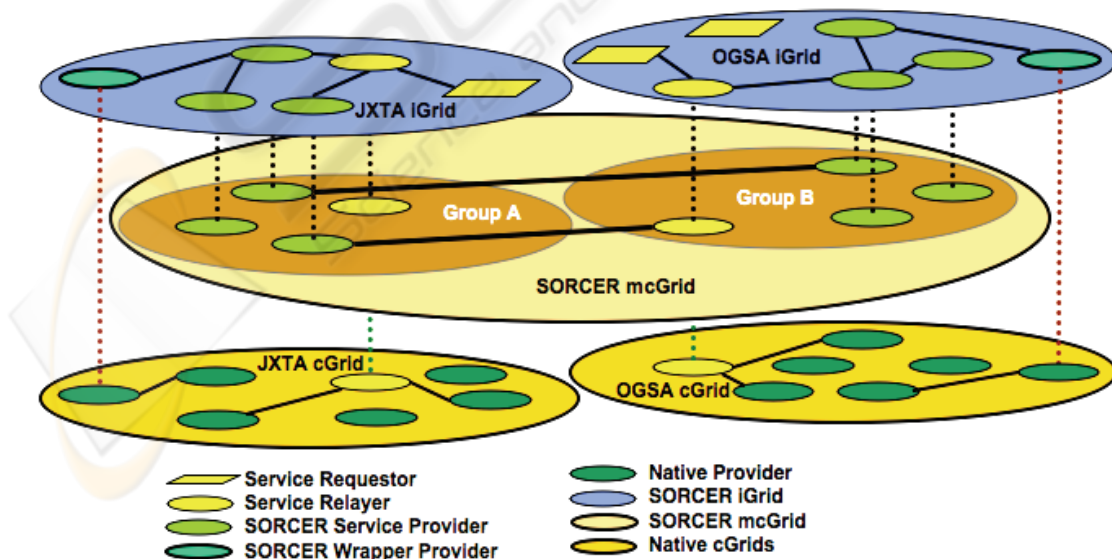 OGSA iGrid
JXTA iGrid
Group A
Group B
SORCER mcGrid
JXTA cGrid
OGSA cGrid
Service Requestor
Service Relayer
SORCER Service Provider
SORCER Wrapper Provider
Native Provider
SORCER iGrid
SORCER mcGrid
Native cGrids